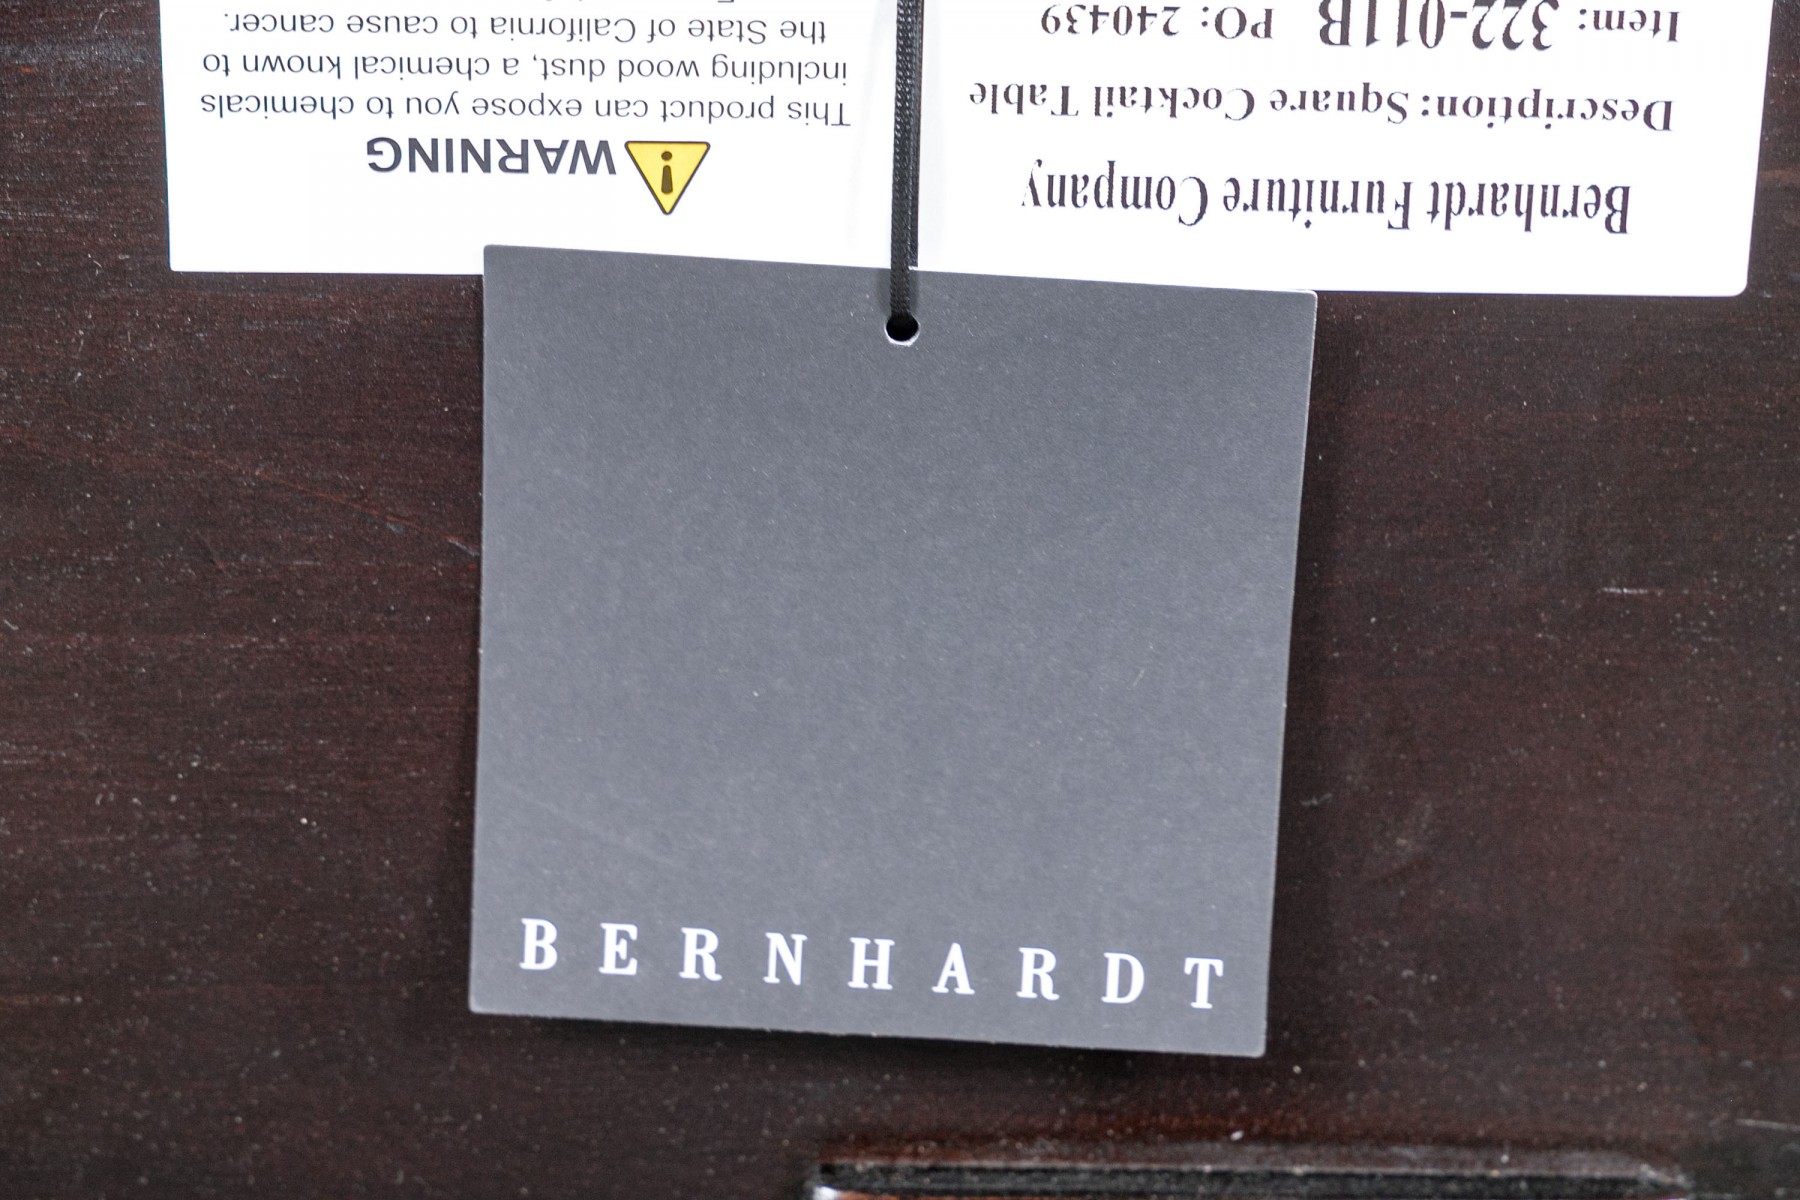 Bernhardt Furniture Company
Description: Square Cocktail Table
Item: 322-011B PO: 240439
WARNING
This product can expose you to chemicals
including wood dust, a chemical known to
the State of California to cause cancer.
BERNHARDT